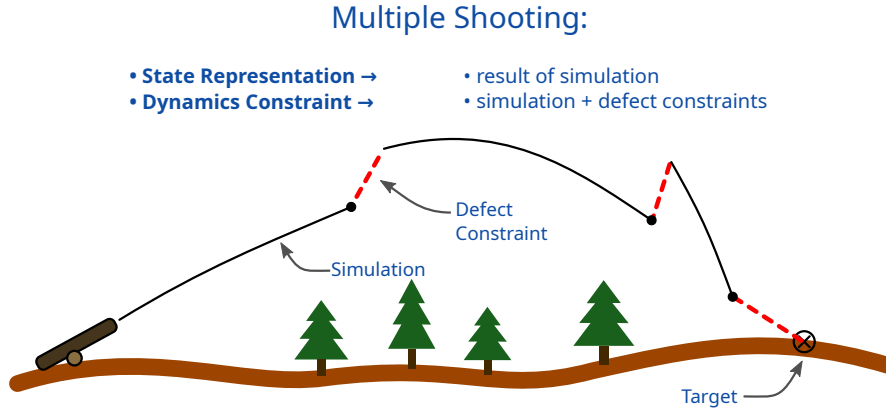 Multiple Shooting:
• State Representation →
• result of simulation
• Dynamics Constraint →
• simulation + defect constraints
Defect
Constraint
Simulation
Target